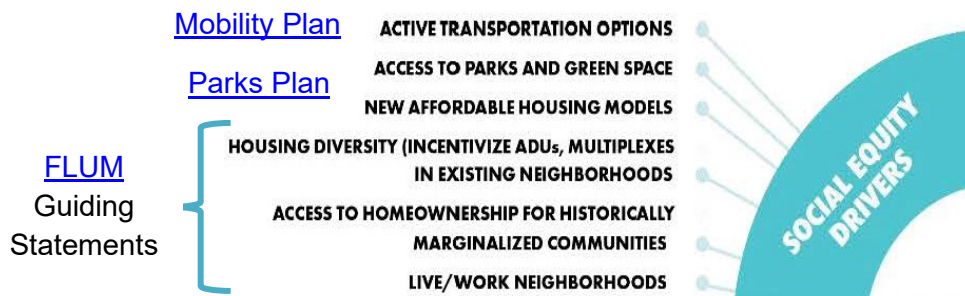 Mobility Plan
ACTIVE TRANSPORTATION OPTIONS
Parks Plan
ACCESS TO PARKS AND GREEN SPACE
NEW AFFORDABLE HOUSING MODELS
FLUM
Guiding
Statements
HOUSING DIVERSITY (INCENTIVIZE ADUs, MULTIPLEXES
IN EXISTING NEIGHBORHOODS
ACCESS TO HOMEOWNERSHIP FOR HISTORICALLY
MARGINALIZED COMMUNITIES
LIVE/WORK NEIGHBORHOODS
SOCIAL EQUITY
DRIVERS